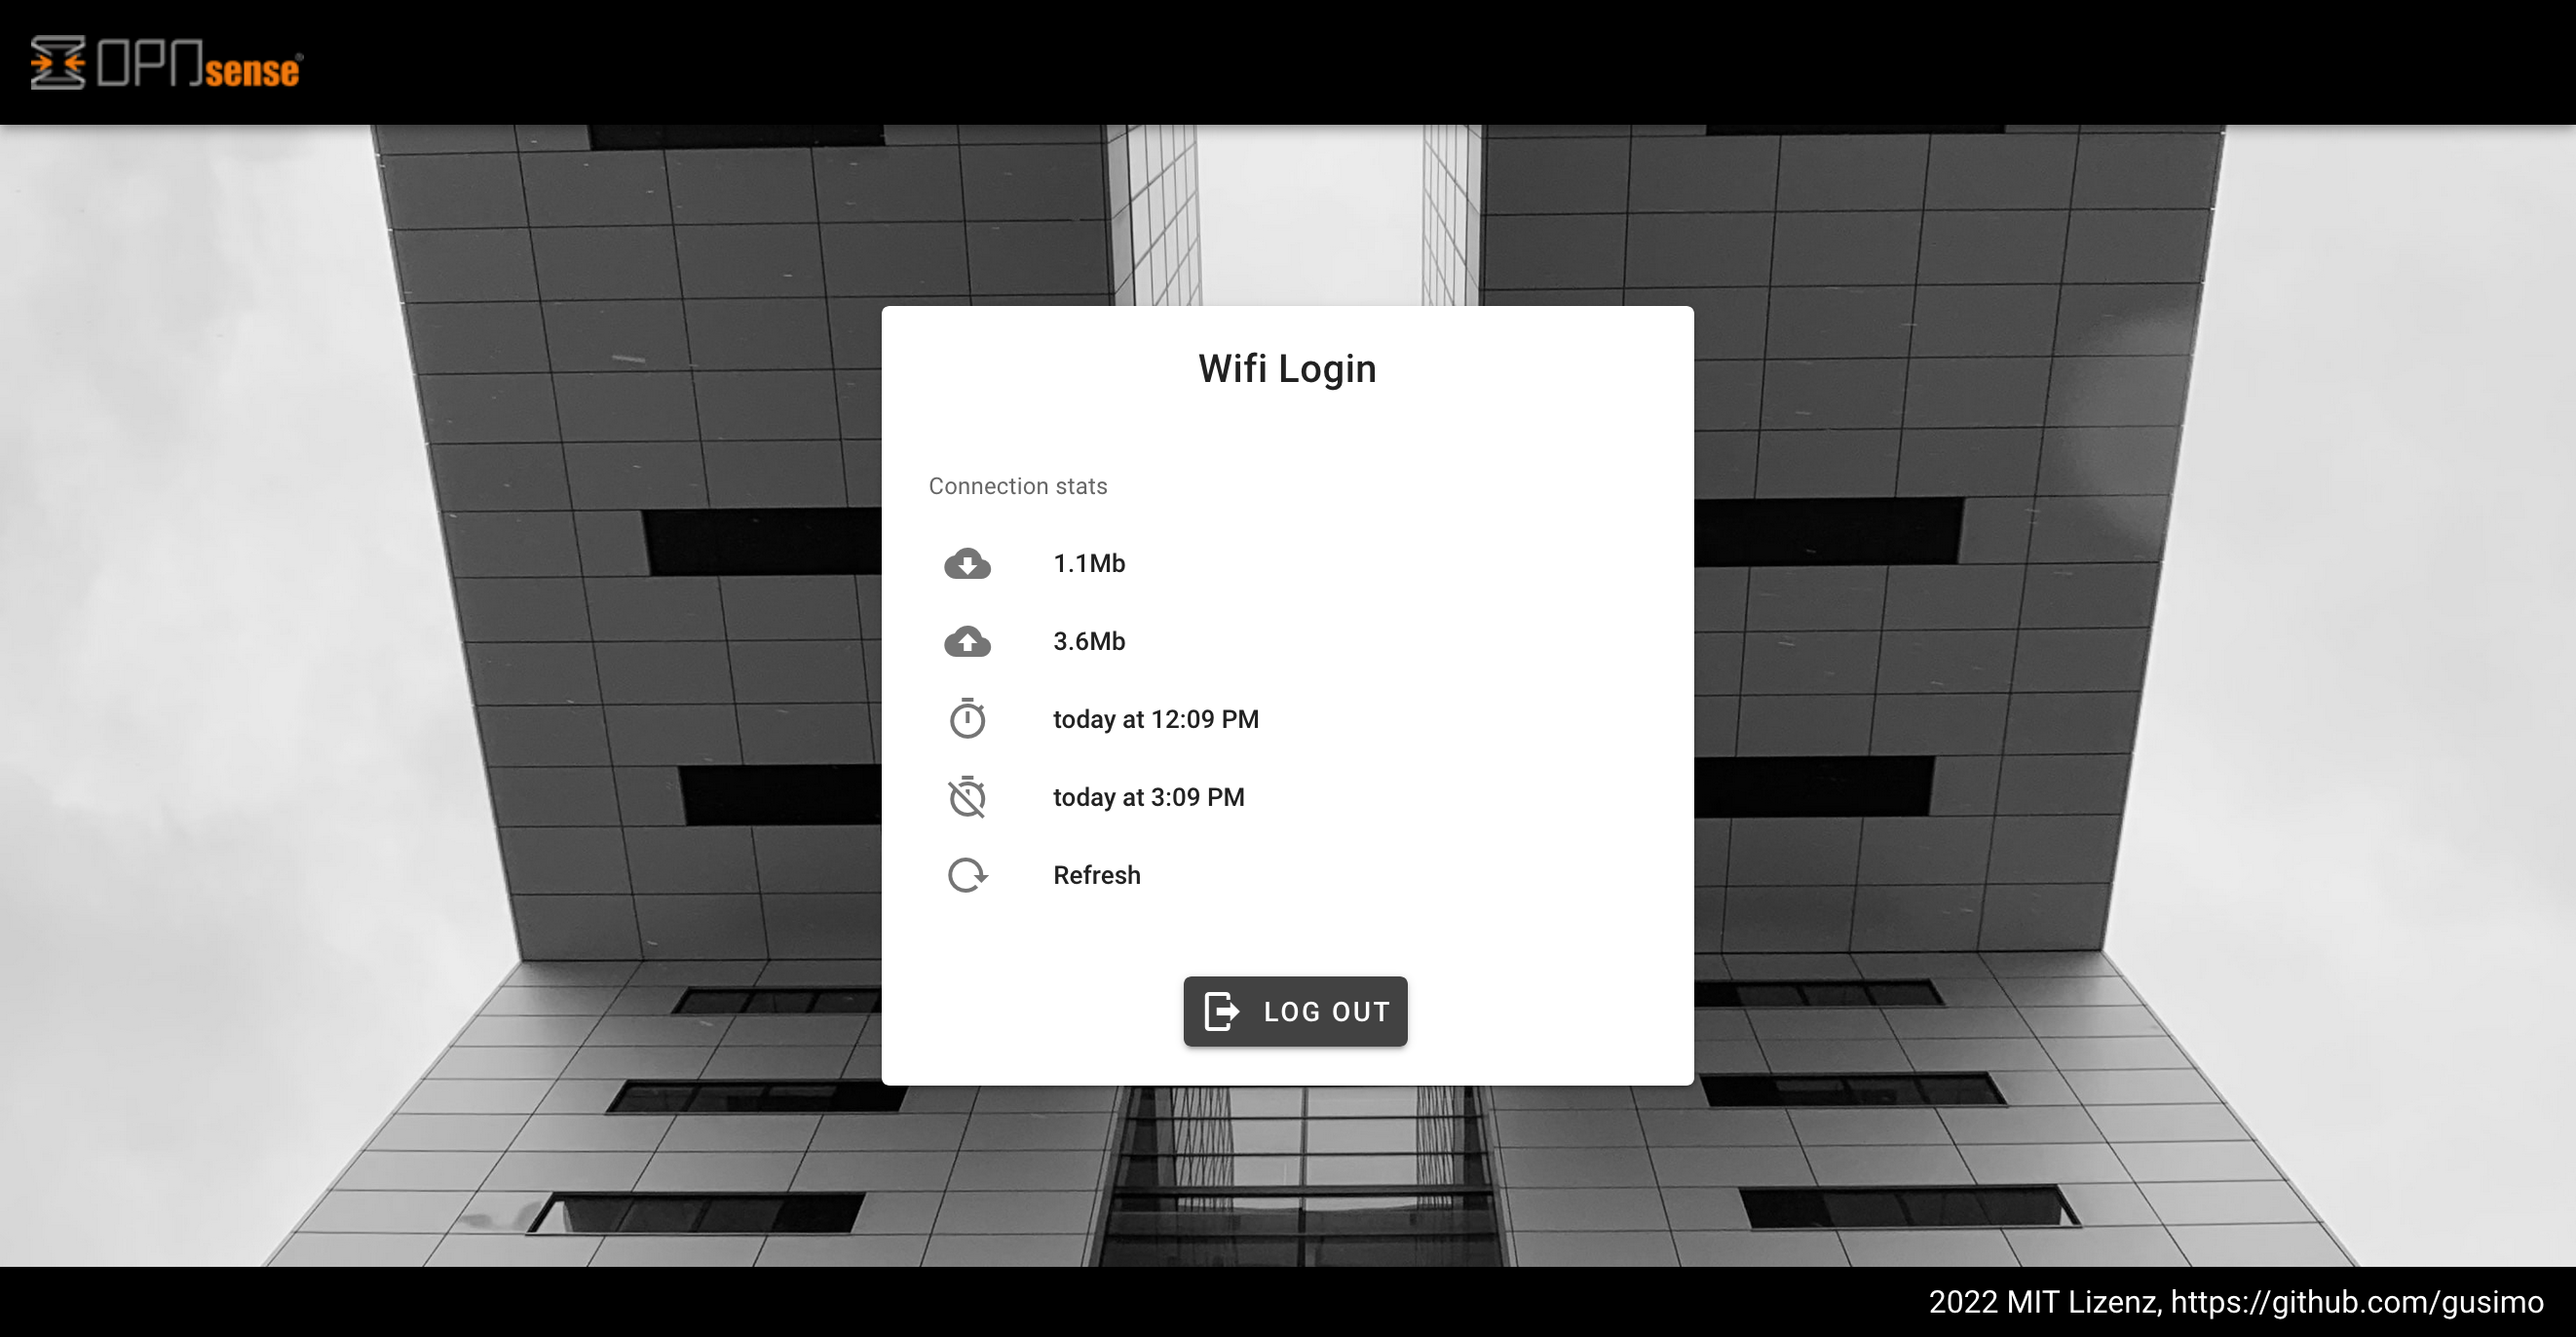 OPNsense®
Wifi Login
Connection stats
1.1Mb
3.6Mb
today at 12:09 PM
today at 3:09 PM
Refresh
LOG OUT
2022 MIT Lizenz, https://github.com/gusimo